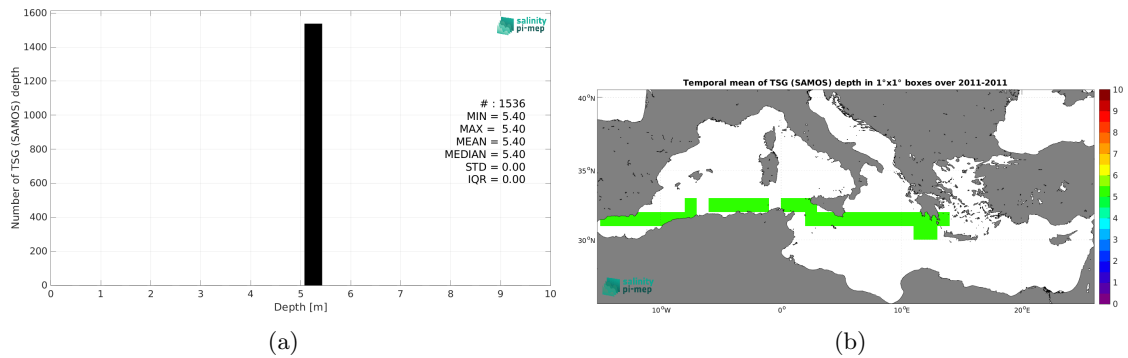 1600
1400
1200
1000
800
600
400
200
0
Number of TSG (SAMOS) depth
salinity
pi-mep
# : 1536
MIN = 5.40
MAX = 5.40
MEAN = 5.40
MEDIAN = 5.40
STD = 0.00
IQR = 0.00
0 1 2 3 4 5 6 7 8 9 10
Depth [m]
(a)
Temporal mean of TSG (SAMOS) depth in 1°x1° boxes over 2011-2011
40°N
35°N
30°N
salinity
pi-mep
10°W 0° 10°E 20°E
10
9
8
7
6
5
4
3
2
1
0
(b)